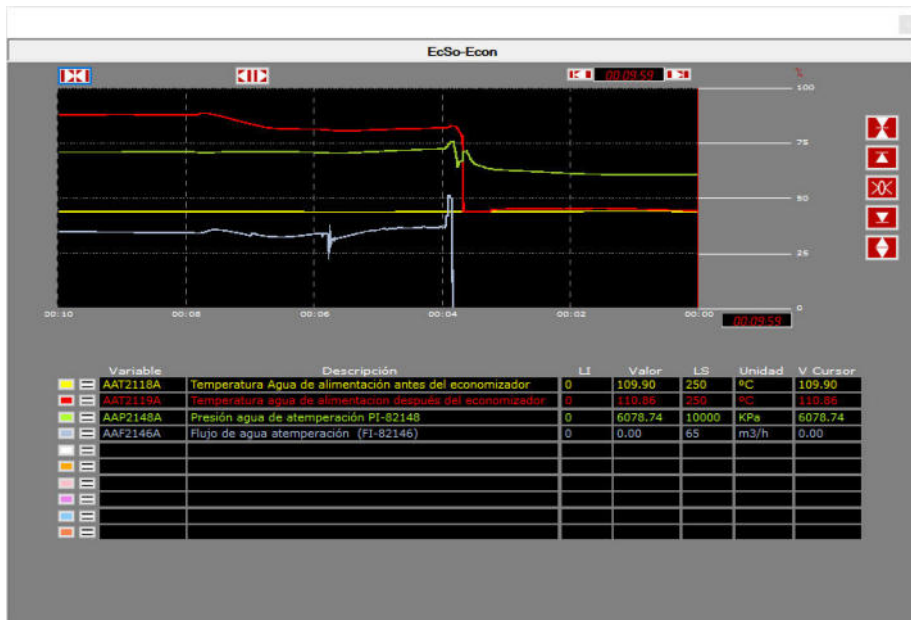 EcSo-Econ
00:09:59
%
100
75
50
25
0
00:10 00:08 00:06 00:04 00:02 00:00
00:09:59
Variable Descripción LI Valor LS Unidad V Cursor
AAT2118A Temperatura Agua de alimentación antes del economizador 0 109.90 250 ºC 109.90
AAT2119A Temperatura agua de alimentacion después del economizador 0 110.86 250 ºC 110.86
AAP2148A Presión agua de atemperación PI-82148 0 6078.74 10000 KPa 6078.74
AAF2146A Flujo de agua atemperación (FI-82146) 0 0.00 65 m3/h 0.00